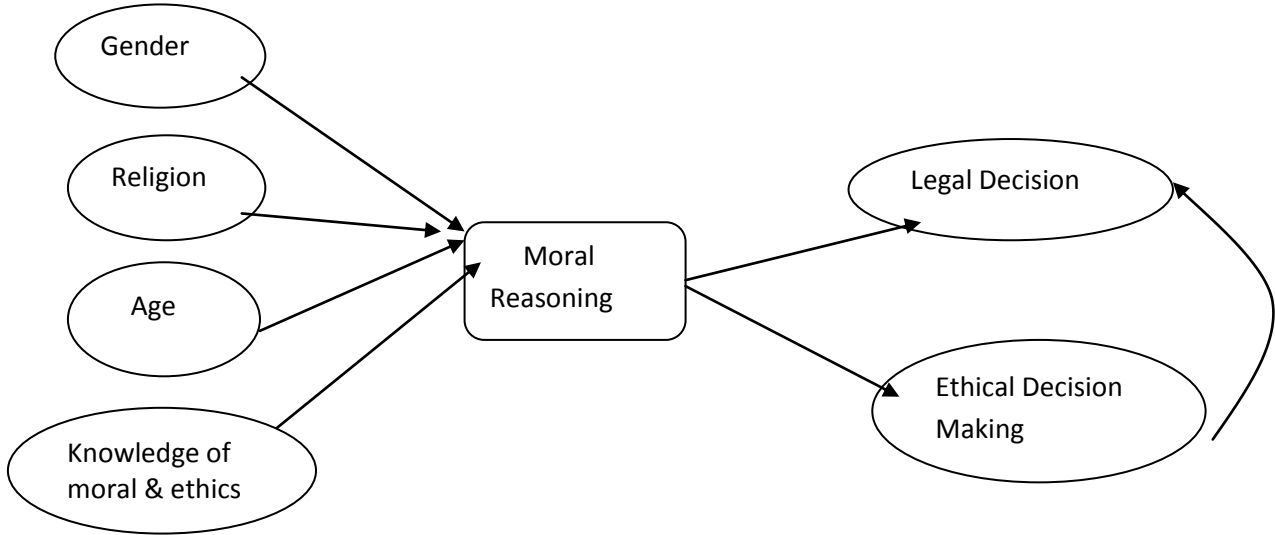 Gender
Religion
Age
Knowledge of
moral & ethics
Moral
Reasoning
Legal Decision
Ethical Decision
Making